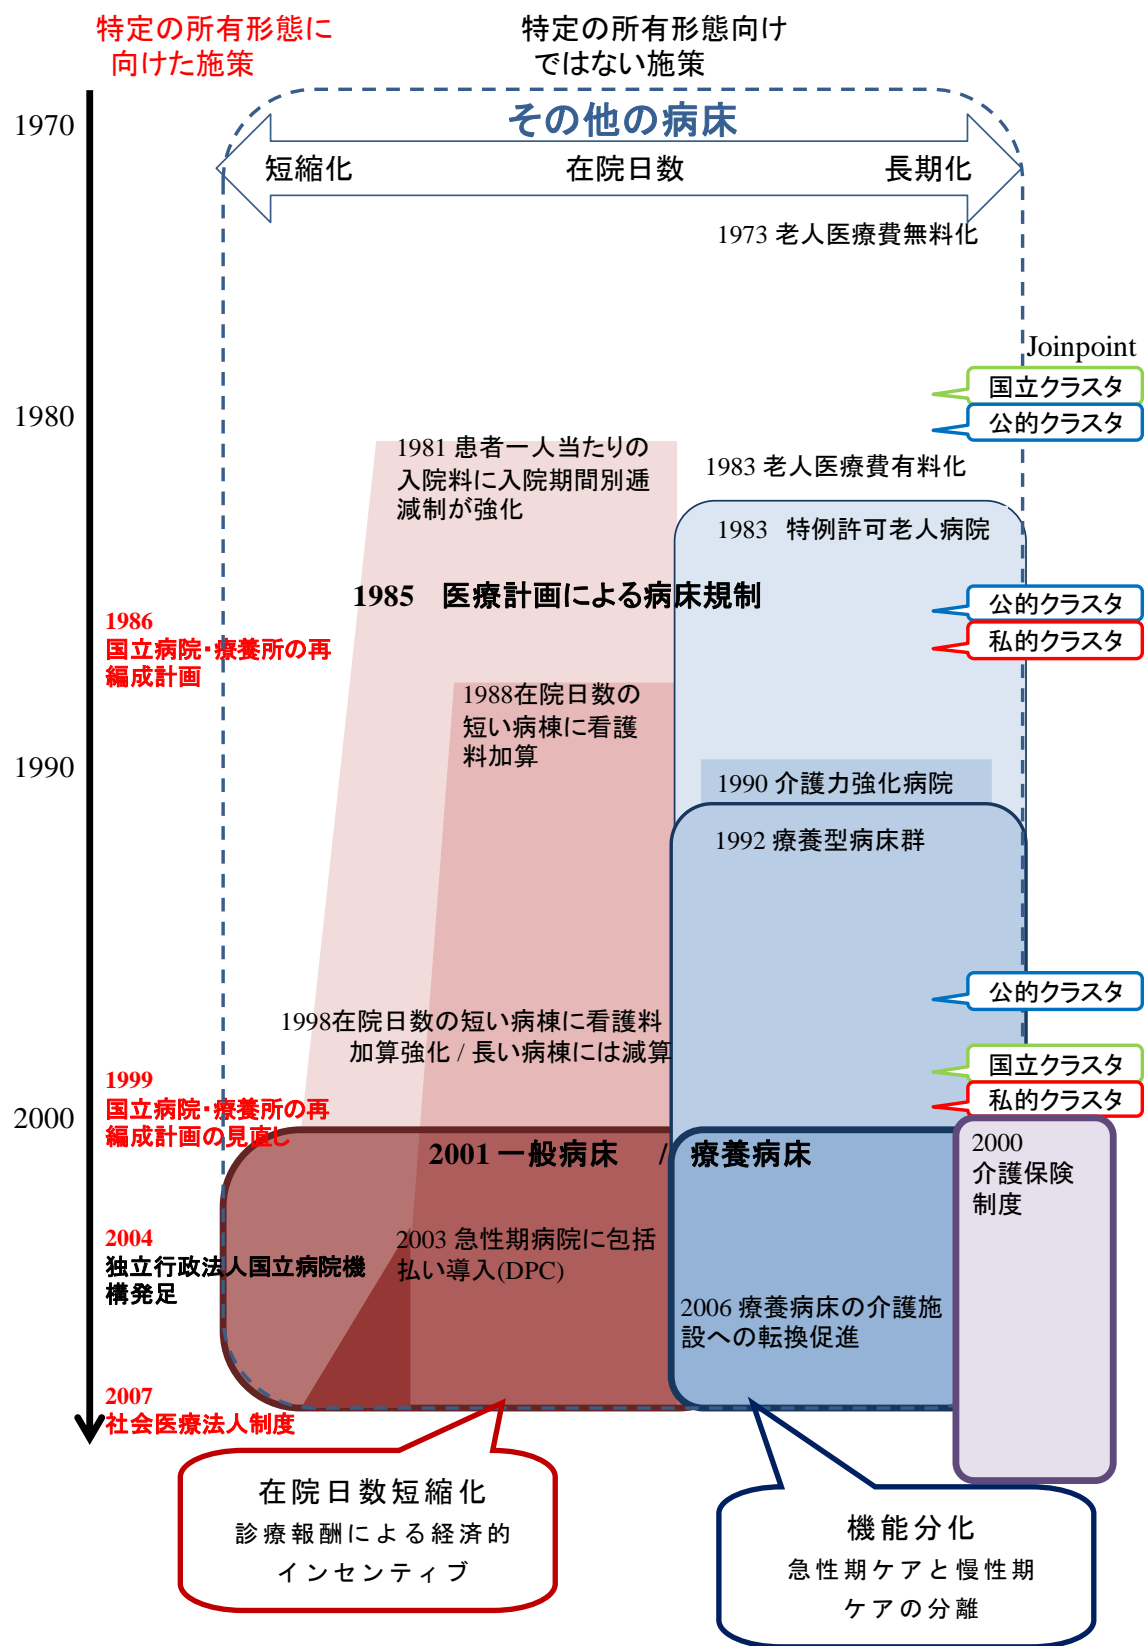 特定の所有形態に
向けた施策
特定の所有形態向け
ではない施策
1970
その他の病床
短縮化 在院日数 長期化
1973 老人医療費無料化
Joinpoint
国立クラスタ
1980
公的クラスタ
1981 患者一人当たりの
入院料に入院期間別逓
減制が強化
1983 老人医療費有料化
1983 特例許可老人病院
1985 医療計画による病床規制
公的クラスタ
私的クラスタ
1986
国立病院・療養所の再
編成計画
1988在院日数の
短い病棟に看護
料加算
1990
1990 介護力強化病院
1992 療養型病床群
公的クラスタ
1998在院日数の短い病棟に看護料
加算強化 / 長い病棟には減算
国立クラスタ
私的クラスタ
1999
国立病院・療養所の再
編成計画の見直し
2000
2001 一般病床 / 療養病床
2000
介護保険
制度
2004
独立行政法人国立病院機
構発足
2003 急性期病院に包括
払い導入(DPC)
2006 療養病床の介護施
設への転換促進
2007
社会医療法人制度
在院日数短縮化
診療報酬による経済的
インセンティブ
機能分化
急性期ケアと慢性期
ケアの分離